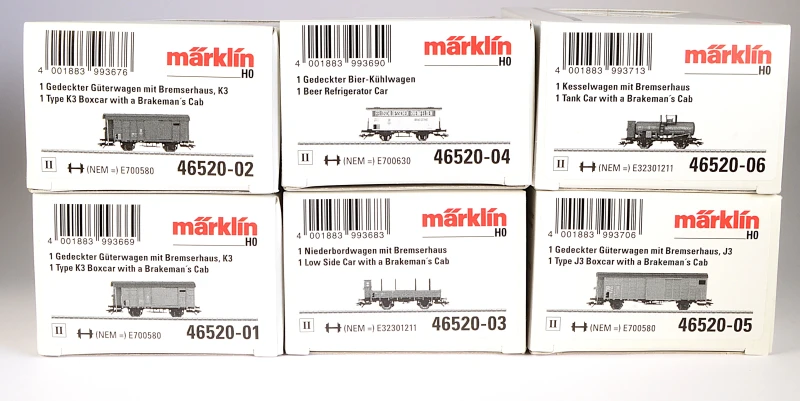 4 001883 993676
märklin
H0
1 Gedeckter Güterwagen mit Bremserhaus, K3
1 Type K3 Boxcar with a Brakeman´s Cab
II (NEM =) E700580 46520-02
4 001883 993690
märklin
H0
1 Gedeckter Bier-Kühlwagen
1 Beer Refrigerator Car
II (NEM =) E700630 46520-04
4 001883 993713
märklin
H0
1 Kesselwagen mit Bremserhaus
1 Tank Car with a Brakeman´s Cab
II (NEM =) E32301211 46520-06
4 001883 993669
märklin
H0
1 Gedeckter Güterwagen mit Bremserhaus, K3
1 Type K3 Boxcar with a Brakeman´s Cab
II (NEM =) E700580 46520-01
4 001883 993683
märklin
H0
1 Niederbordwagen mit Bremserhaus
1 Low Side Car with a Brakeman´s Cab
II (NEM =) E32301211 46520-03
4 001883 993706
märklin
H0
1 Gedeckter Güterwagen mit Bremserhaus, J3
1 Type J3 Boxcar with a Brakeman´s Cab
II (NEM =) E700580 46520-05